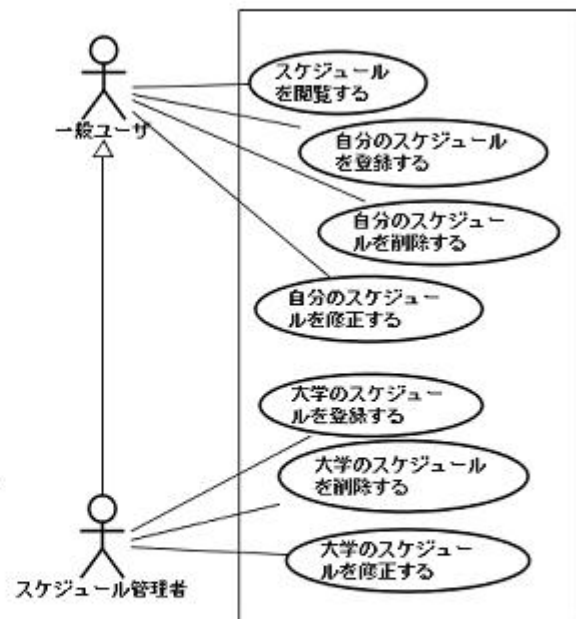 スケジュール
を閲覧する
一般ユーザ
自分のスケジュール
を登録する
自分のスケジュー
ルを削除する
自分のスケジュー
ルを修正する
大学のスケジュー
ルを登録する
大学のスケジュール
を削除する
大学のスケジュー
ルを修正する
スケジュール管理者